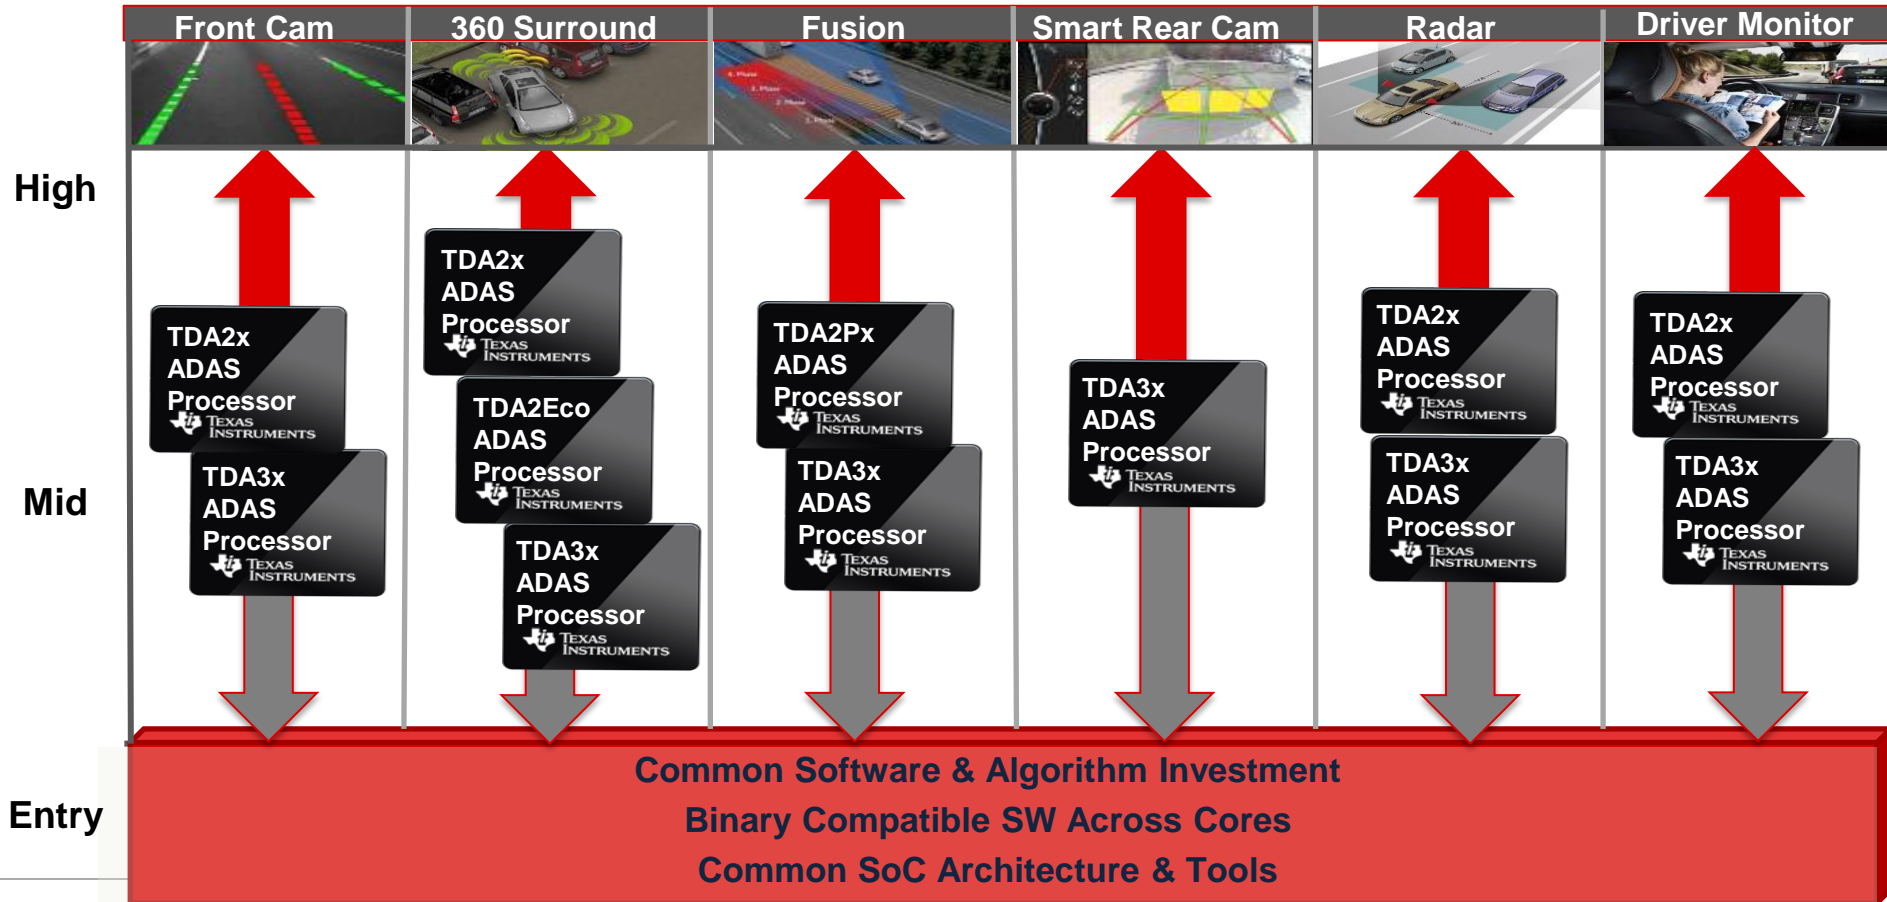 Front Cam
360 Surround
Fusion
Smart Rear Cam
Radar
Driver Monitor
High
Mid
Entry
TDA2x
ADAS
Processor
TEXAS
INSTRUMENTS
TDA3x
ADAS
Processor
TEXAS
INSTRUMENTS
TDA2x
ADAS
Processor
TEXAS
INSTRUMENTS
TDA2Eco
ADAS
Processor
TEXAS
INSTRUMENTS
TDA3x
ADAS
Processor
TEXAS
INSTRUMENTS
TDA2Px
ADAS
Processor
TEXAS
INSTRUMENTS
TDA3x
ADAS
Processor
TEXAS
INSTRUMENTS
TDA3x
ADAS
Processor
TEXAS
INSTRUMENTS
TDA2x
ADAS
Processor
TEXAS
INSTRUMENTS
TDA3x
ADAS
Processor
TEXAS
INSTRUMENTS
TDA2x
ADAS
Processor
TEXAS
INSTRUMENTS
TDA3x
ADAS
Processor
TEXAS
INSTRUMENTS
Common Software & Algorithm Investment
Binary Compatible SW Across Cores
Common SoC Architecture & Tools